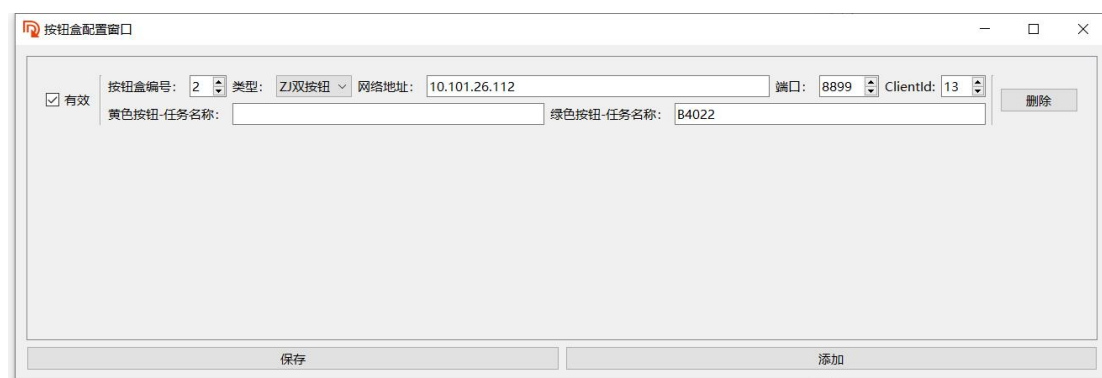 按钮盒配置窗口
有效
按钮盒编号: 2 类型: ZJ双按钮 网络地址: 10.101.26.112 端口: 8899 ClientId: 13
删除
黄色按钮-任务名称: 绿色按钮-任务名称: B4022
保存 添加